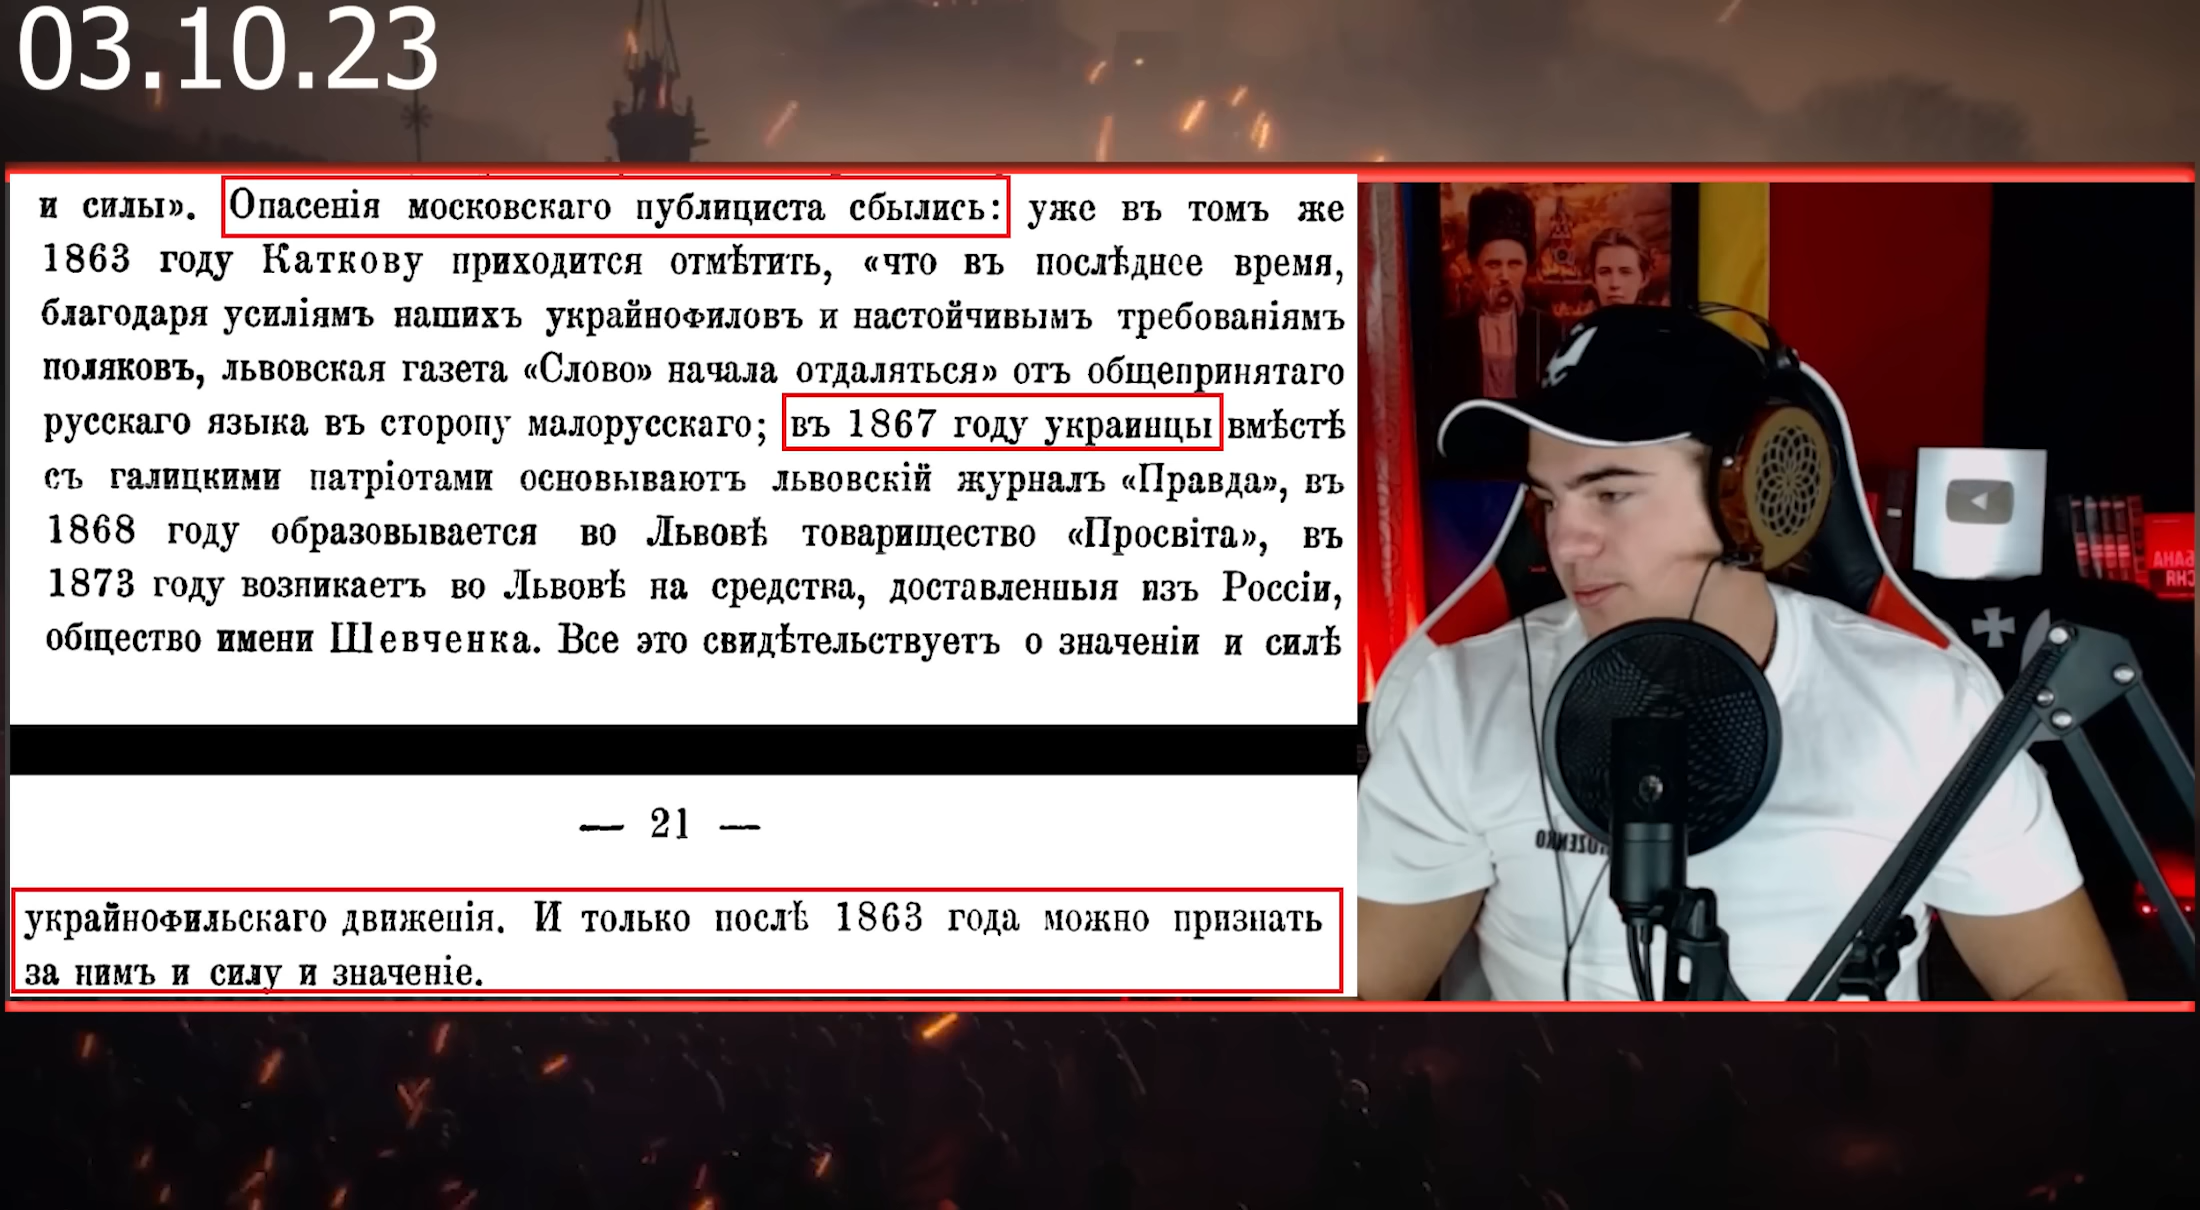 03.10.23
и силы». Опасенія московскаго публициста сбылись: уже въ томъ же
1863 году Каткову приходится отмѣтить, «что въ послѣднее время,
благодаря усиліямъ нашихъ украйнофиловъ и настойчивымъ требованіямъ
поляковъ, львовская газета «Слово» начала отдаляться» отъ общепринятаго
русскаго языка въ сторону малорусскаго; въ 1867 году украинцы вмѣстѣ
съ галицкими патріотами основываютъ львовскій журналъ «Правда», въ
1868 году образовывается во Львовѣ товарищество «Просвіта», въ
1873 году возникаетъ во Львовѣ на средства, доставленныя изъ Россіи,
общество имени Шевченка. Все это свидѣтельствуетъ о значеніи и силѣ
— 21 —
украйнофильскаго движенія. И только послѣ 1863 года можно признать
за нимъ и силу и значеніе.